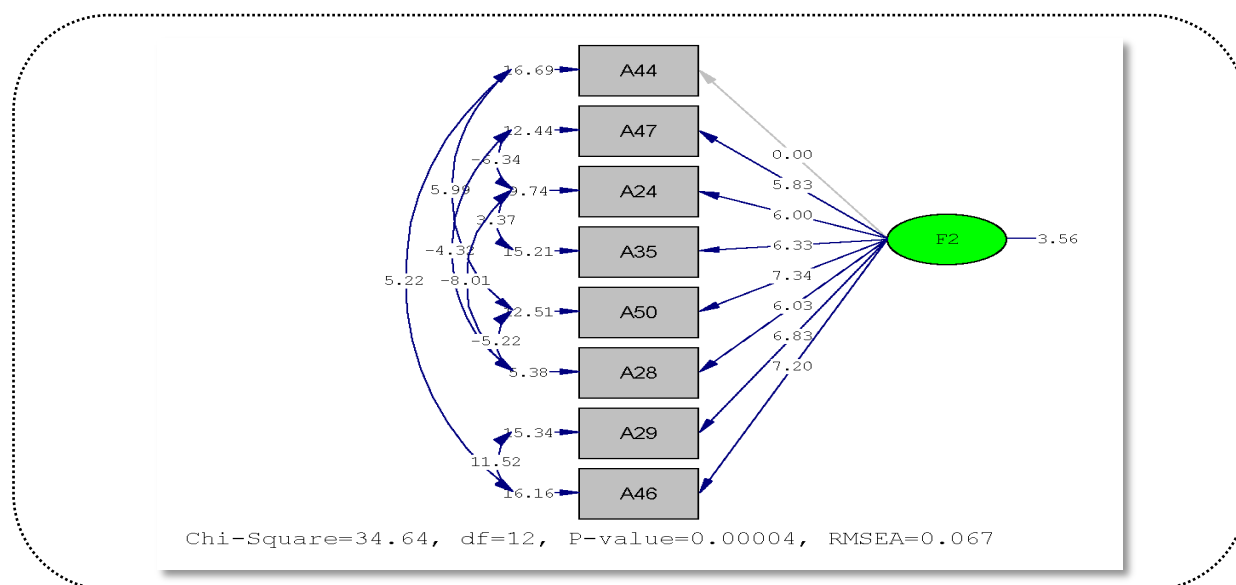 16.69 A44
12.44 A47
-6.34 0.00
5.99 9.74 A24 5.83
3.37 6.00
-4.32 15.21 A35 6.33 F2 3.56
5.22 -8.01 7.34
12.51 A50 6.03
-5.22 6.83
5.38 A28 7.20
15.34 A29
11.52
16.16 A46
Chi-Square=34.64, df=12, P-value=0.00004, RMSEA=0.067